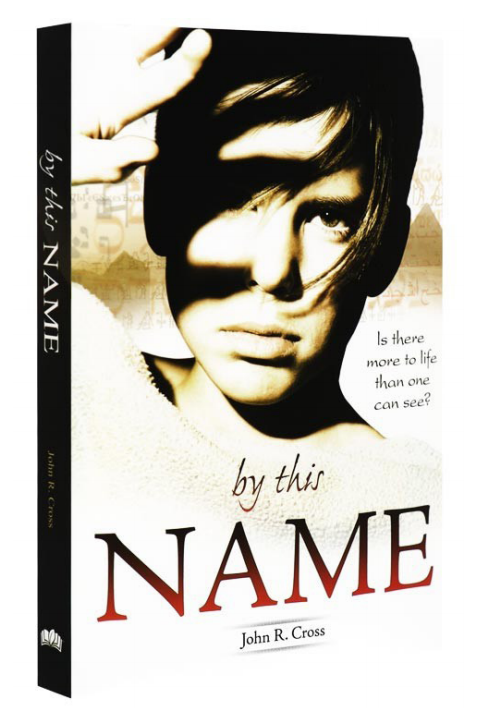 by this NAME
John R. Cross
Is there
more to life
than one
can see?
by this
NAME
John R. Cross